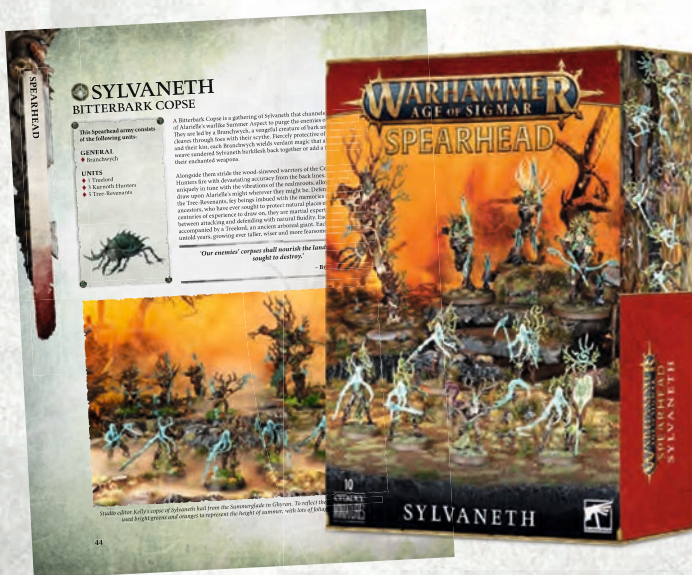 SPEARHEAD
SYLVANETH
BITTERBARK COPSE
This Spearhead army consists
of the following units:
GENERAL
♦ Branchwych
UNITS
♦ 1 Treelord
♦ 3 Kurnoth Hunters
♦ 5 Tree-Revenants
A Bitterbark Copse is a gathering of Sylvaneth that channels
of Alarielle's warlike Summer Aspect to purge the enemies of
They are led by a Branchwych, a vengeful creature of bark an
cleaves through foes with their scythe. Fiercely protective of
and their kin, each Branchwych wields verdant magic that a
weave sundered Sylvaneth barkflesh back together or add a
their enchanted weapons.
Alongside them stride the wood-sinewed warriors of the Co
Hunters fire with devastating accuracy from the back lines.
uniquely in tune with the vibrations of the realmroots, allo
draw upon Alarielle's might wherever they might be. Defen
the Tree-Revenants, fey beings imbued with the memories
ancestors, who have ever sought to protect natural places
centuries of experience to draw on, they are martial exper
between attacking and defending with natural fluidity. Eac
accompanied by a Treelord, an ancient arboreal giant. Eac
untold years, growing ever taller, wiser and more fearsome
'Our enemies' corpses shall nourish the land
sought to destroy.'
Studio editor Kelly's copse of Sylvaneth hail from the Summerglade in Ghyran. To reflect the
used bright greens and oranges to represent the height of summer, with lots of foliag
44
WARHAMMER
AGE OF SIGMAR
SPEARHEAD
10
CITADEL
MINIATURES
SYLVANETH
WARHAMMER
SPEARHEAD
SYLVANETH